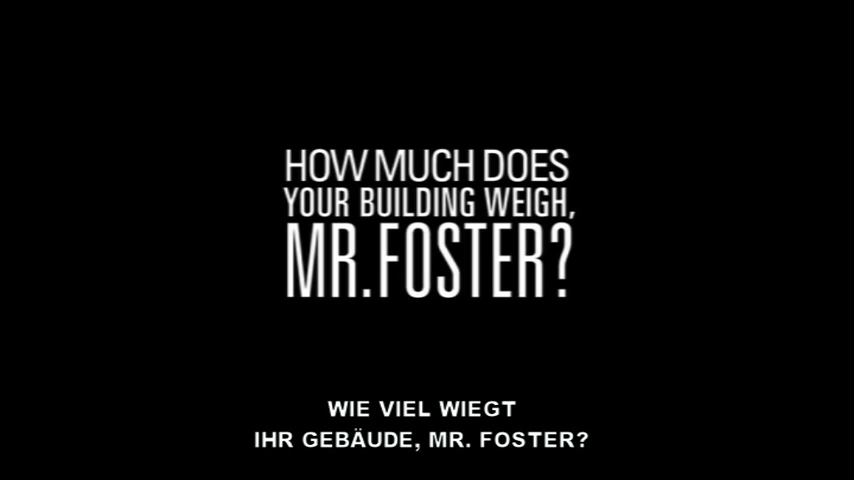 HOW MUCH DOES
YOUR BUILDING WEIGH,
MR. FOSTER?
WIE VIEL WIEGT
IHR GEBÄUDE, MR. FOSTER?